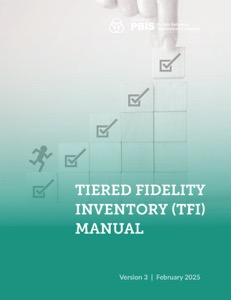 PBIS
TIERED FIDELITY
INVENTORY (TFI)
MANUAL
Version 3 | February 2025